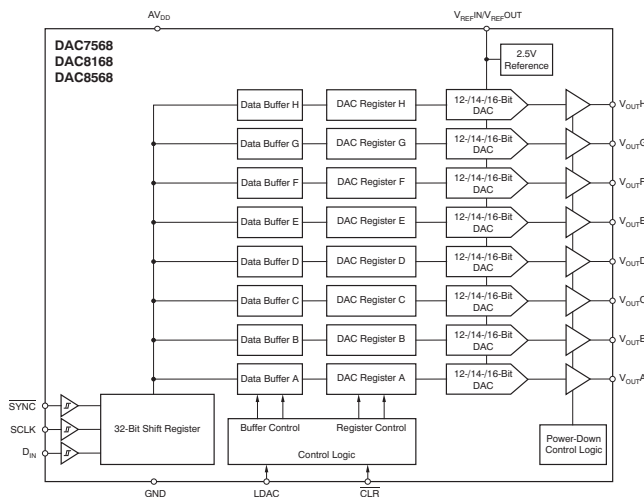 AVDD
VREFIN/VREFOUT
DAC7568
DAC8168
DAC8568
2.5V
Reference
Data Buffer H
DAC Register H
12-/14-/16-Bit
DAC
VOUTH
Data Buffer G
DAC Register G
12-/14-/16-Bit
DAC
VOUTG
Data Buffer F
DAC Register F
12-/14-/16-Bit
DAC
VOUTF
Data Buffer E
DAC Register E
12-/14-/16-Bit
DAC
VOUTE
Data Buffer D
DAC Register D
12-/14-/16-Bit
DAC
VOUTD
Data Buffer C
DAC Register C
12-/14-/16-Bit
DAC
VOUTC
Data Buffer B
DAC Register B
12-/14-/16-Bit
DAC
VOUTB
Data Buffer A
DAC Register A
12-/14-/16-Bit
DAC
VOUTA
SYNC
SCLK
DIN
32-Bit Shift Register
Buffer Control
Register Control
Control Logic
Power-Down
Control Logic
GND
LDAC
CLR